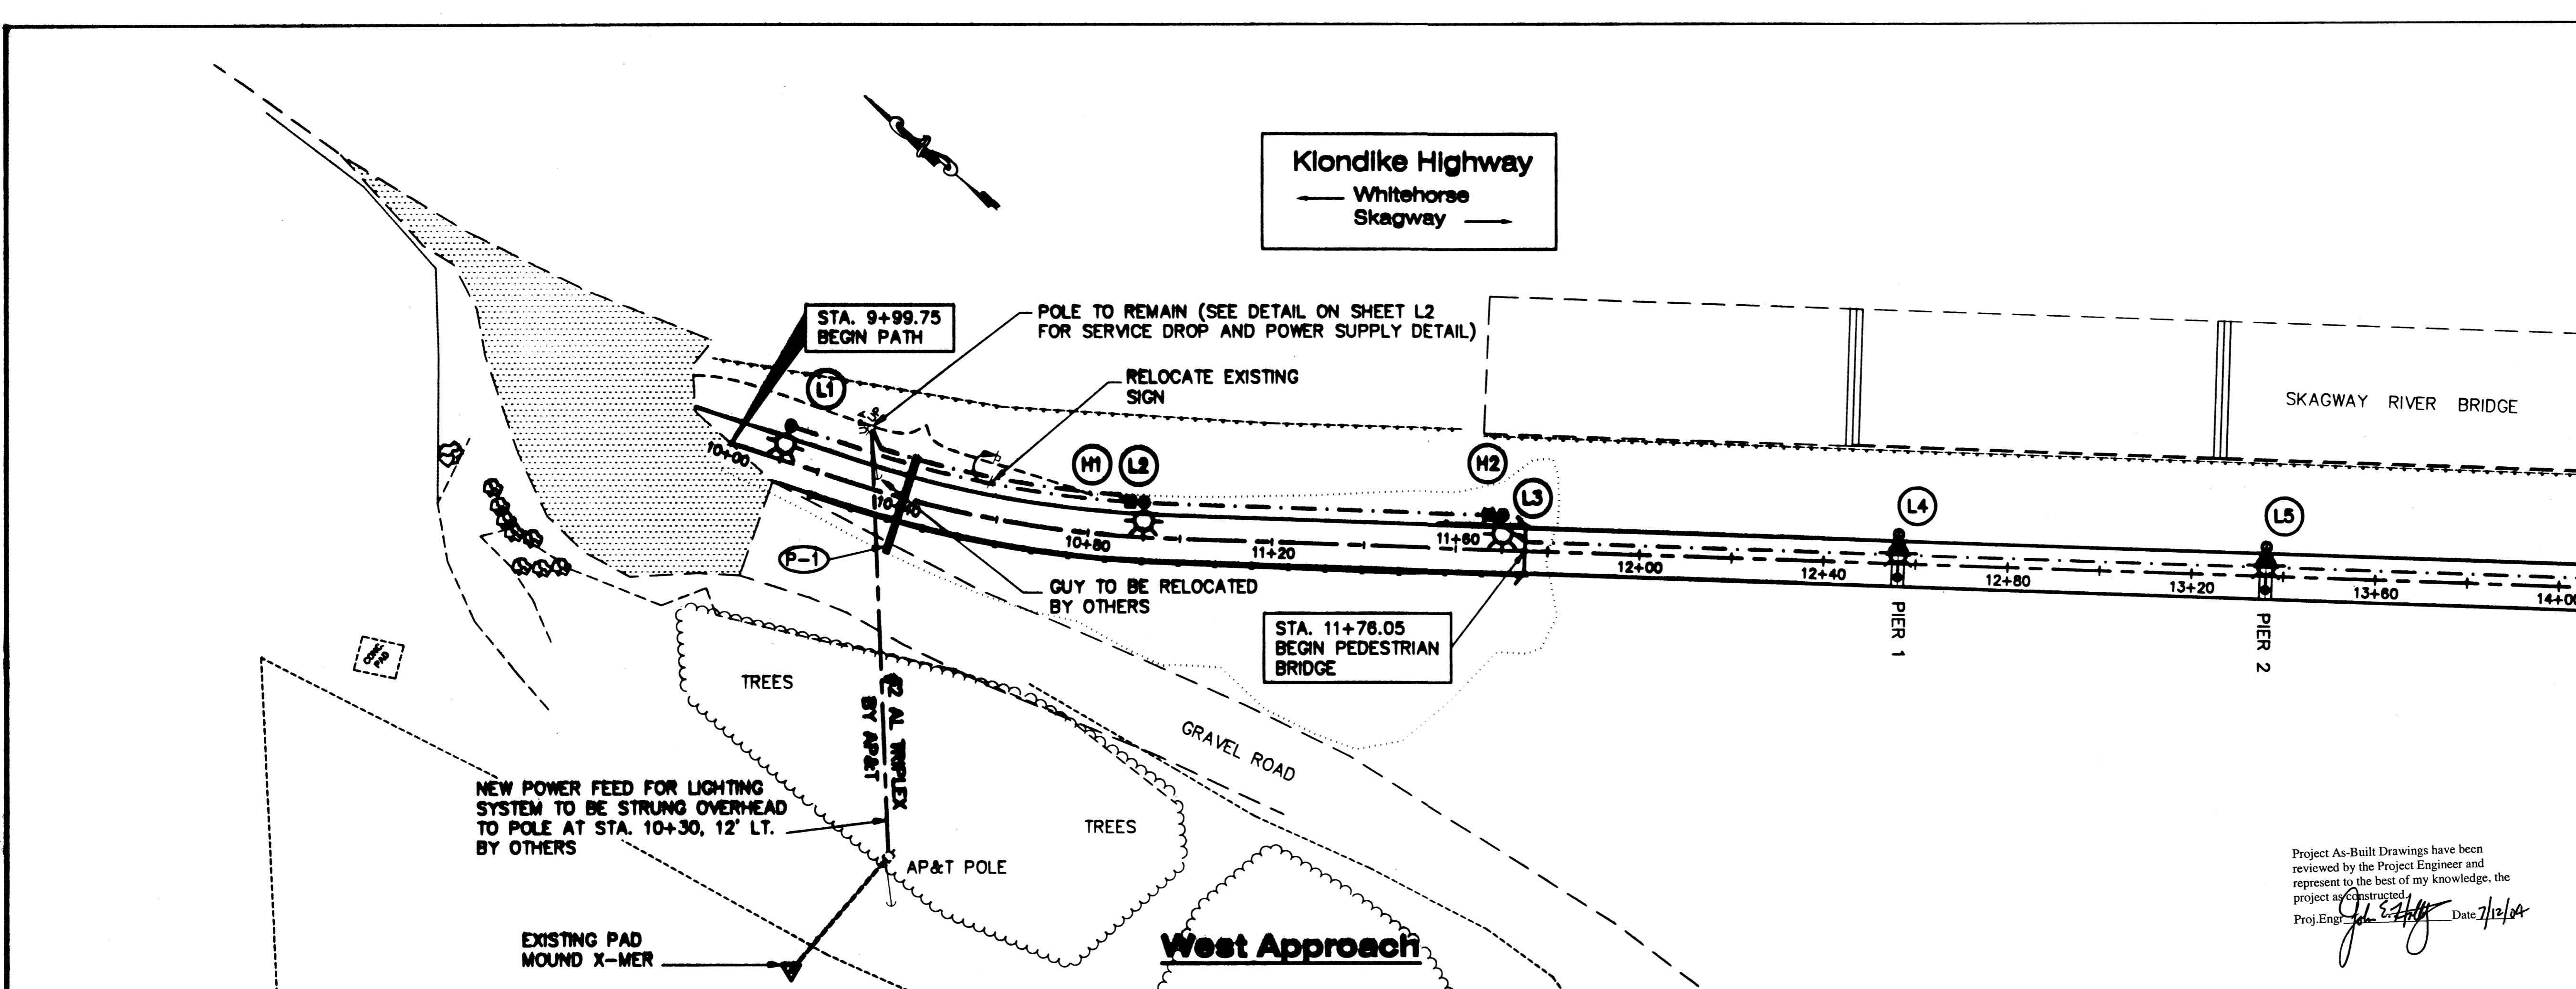 Klondike Highway
Whitehorse
Skagway
STA. 9+99.75
BEGIN PATH
POLE TO REMAIN (SEE DETAIL ON SHEET L2
FOR SERVICE DROP AND POWER SUPPLY DETAIL)
RELOCATE EXISTING
SIGN
L1
H1
L2
H2
L3
L4
L5
SKAGWAY RIVER BRIDGE
10+00
10+40
10+80
11+20
11+60
12+00
12+40
12+80
13+20
13+60
14+00
P-1
GUY TO BE RELOCATED
BY OTHERS
STA. 11+76.05
BEGIN PEDESTRIAN
BRIDGE
PIER 1
PIER 2
CONC
PAD
TREES
#2 AL TRIPLEX
BY AP&T
GRAVEL ROAD
NEW POWER FEED FOR LIGHTING
SYSTEM TO BE STRUNG OVERHEAD
TO POLE AT STA. 10+30, 12' LT.
BY OTHERS
TREES
AP&T POLE
EXISTING PAD
MOUND X-MER
West Approach
Project As-Built Drawings have been
reviewed by the Project Engineer and
represent to the best of my knowledge, the
project as constructed.
Proj.Engr. Date 7/12/04